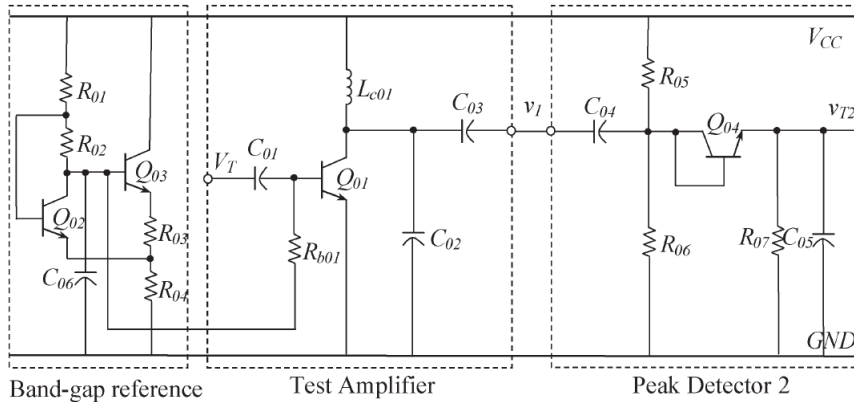 V_CC
R_01
L_c01
R_05
C_03
v_1
C_04
Q_04
v_T2
R_02
C_01
V_T
Q_03
Q_01
Q_02
R_03
R_b01
C_02
R_06
R_07
C_05
C_06
R_04
GND
Band-gap reference
Test Amplifier
Peak Detector 2